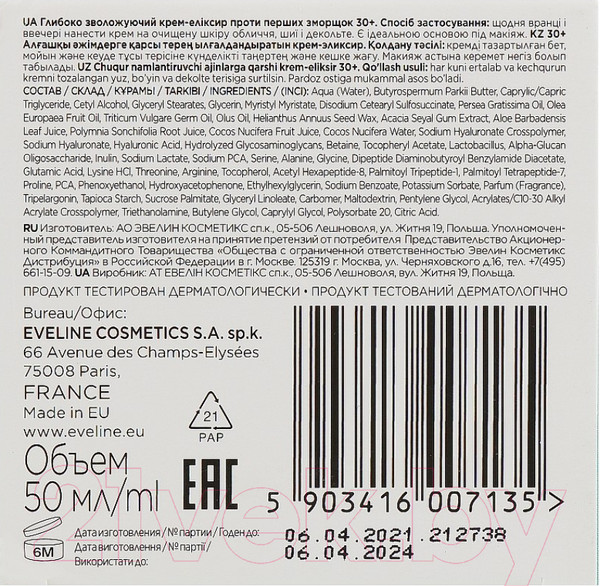 UA Глибоко зволожуючий крем-еліксир проти перших зморщок 30+. Спосіб застосування: щодня вранці і
ввечері нанести крем на очищену шкіру обличчя, шиї і декольте. Є ідеальною основою під макіяж. KZ 30+
Алғашқы әжімдерге қарсы терең ылғалдандыратын крем-эликсир. Қолдану тәсілі: кремді тазартылған бет,
мойын және кеуде тұсы терісіне күнделікті таңертең және кешке жағу. Макияж астына керемет негіз болып
табылады. UZ Chuqur namlantiruvchi ajinlarga qarshi krem-eliksir 30+. Qo'llash usuli: har kuni ertalab va kechqurun
kremni tozalangan yuz, bo'yin va dekolte terisiga surtilsin. Pardoz ostiga mukammal asos bo'ladi.
СОСТАВ / СКЛАД / ҚҰРАМЫ / TARKIBI / INGREDIENTS / (INCI): Aqua (Water), Butyrospermum Parkii Butter, Caprylic/Capric
Triglyceride, Cetyl Alcohol, Glyceryl Stearates, Glycerin, Myristyl Myristate, Disodium Cetearyl Sulfosuccinate, Persea Gratissima Oil, Olea
Europaea Fruit Oil, Triticum Vulgare Germ Oil, Olus Oil, Helianthus Annuus Seed Wax, Acacia Seyal Gum Extract, Aloe Barbadensis
Leaf Juice, Polymnia Sonchifolia Root Juice, Cocos Nucifera Fruit Juice, Cocos Nucifera Water, Sodium Hyaluronate Crosspolymer,
Sodium Hyaluronate, Hyaluronic Acid, Hydrolyzed Glycosaminoglycans, Betaine, Tocopheryl Acetate, Lactobacillus, Alpha-Glucan
Oligosaccharide, Inulin, Sodium Lactate, Sodium PCA, Serine, Alanine, Glycine, Dipeptide Diaminobutyroyl Benzylamide Diacetate,
Glutamic Acid, Lysine HCl, Threonine, Arginine, Tocopherol, Acetyl Hexapeptide-8, Palmitoyl Tripeptide-1, Palmitoyl Tetrapeptide-7,
Proline, PCA, Phenoxyethanol, Hydroxyacetophenone, Ethylhexylglycerin, Sodium Benzoate, Potassium Sorbate, Parfum (Fragrance),
Tripelargonin, Tapioca Starch, Sucrose Palmitate, Glyceryl Linoleate, Carbomer, Maltodextrin, Pentylene Glycol, Acrylates/C10-30 Alkyl
Acrylate Crosspolymer, Triethanolamine, Butylene Glycol, Caprylyl Glycol, Polysorbate 20, Citric Acid.
RU Изготовитель: АО ЭВЕЛИН КОСМЕТИКС сп.к., 05-506 Лешноволя, ул. Житня 19, Польша. Уполномочен-
ный представитель изготовителя на принятие претензий от потребителя Представительство Акционер-
ного Коммандитного Товарищества «Общества с ограниченной ответственностью Эвелин Косметикс
Дистрибуция» в Российской Федерации в г. Москве. 125319 г. Москва, ул. Черняховского д.16, тел.+7(495)
661-15-09. UA Виробник: АТ ЕВЕЛІН КОСМЕТІКС сп.к., 05-506 Лешноволя, вул. Житня 19, Польща.
ПРОДУКТ ТЕСТИРОВАН ДЕРМАТОЛОГИЧЕСКИ • ПРОДУКТ ТЕСТОВАНИЙ ДЕРМАТОЛОГІЧНО
Bureau/Офис:
EVELINE COSMETICS S.A. sp.k.
66 Avenue des Champs-Elysées
75008 Paris,
FRANCE
Made in EU
www.eveline.eu
21
PAP
Объем
50 мл/ml
EAC
5 903416 007135 >
6M
Дата изготовления / № партии / Годен до:
Дата виготовлення / № партії /
Використати до:
06.04.2021.212738
06.04.2024
21vek.by